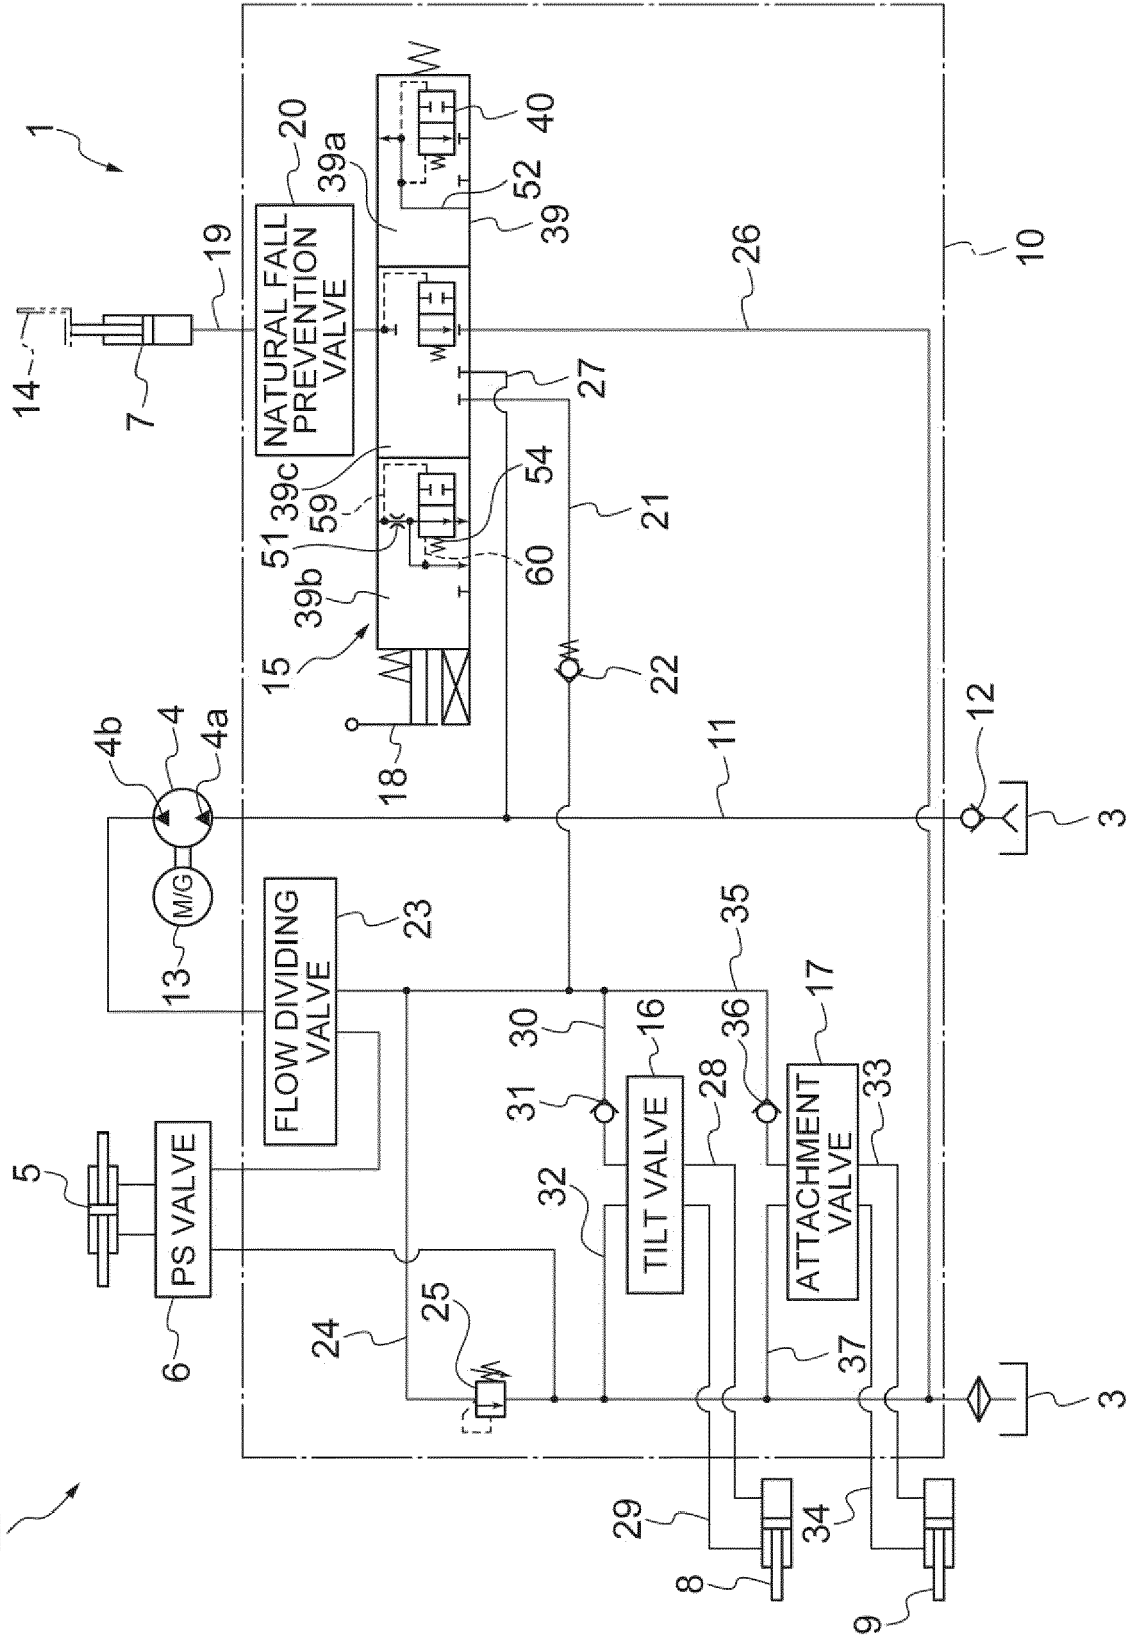 1
14
7
19
20
NATURAL FALL
PREVENTION
VALVE
39a
40
52
39
26
10
27
39c
59
51
54
60
21
39b
15
18
22
11
12
3
4b
4
4a
M/G
13
FLOW DIVIDING
VALVE
23
35
30
16
36
17
31
28
33
TILT VALVE
ATTACHMENT
VALVE
32
37
5
PS VALVE
6
24
25
3
29
34
8
9